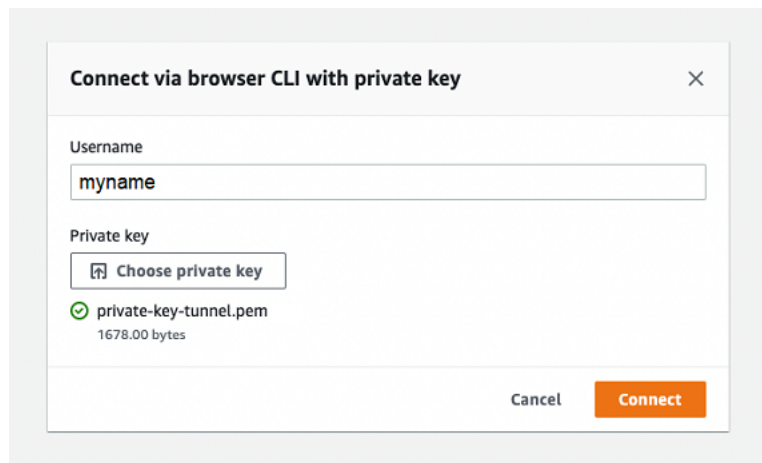 Connect via browser CLI with private key
Username
myname
Private key
Choose private key
private-key-tunnel.pem
1678.00 bytes
Cancel Connect